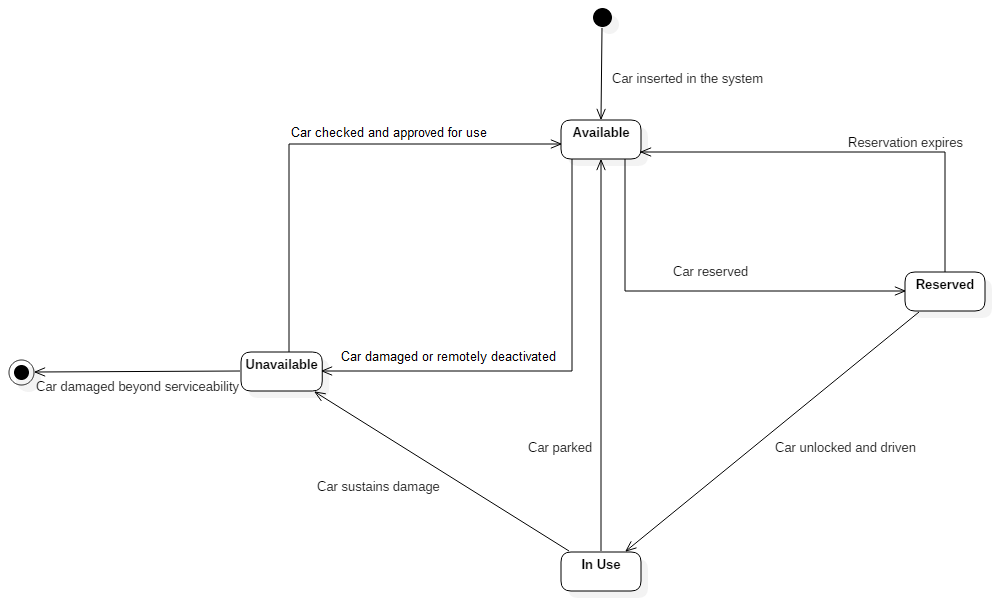 Car inserted in the system
Available
Car checked and approved for use
Reservation expires
Car reserved
Reserved
Car damaged or remotely deactivated
Unavailable
Car damaged beyond serviceability
Car parked
Car unlocked and driven
Car sustains damage
In Use